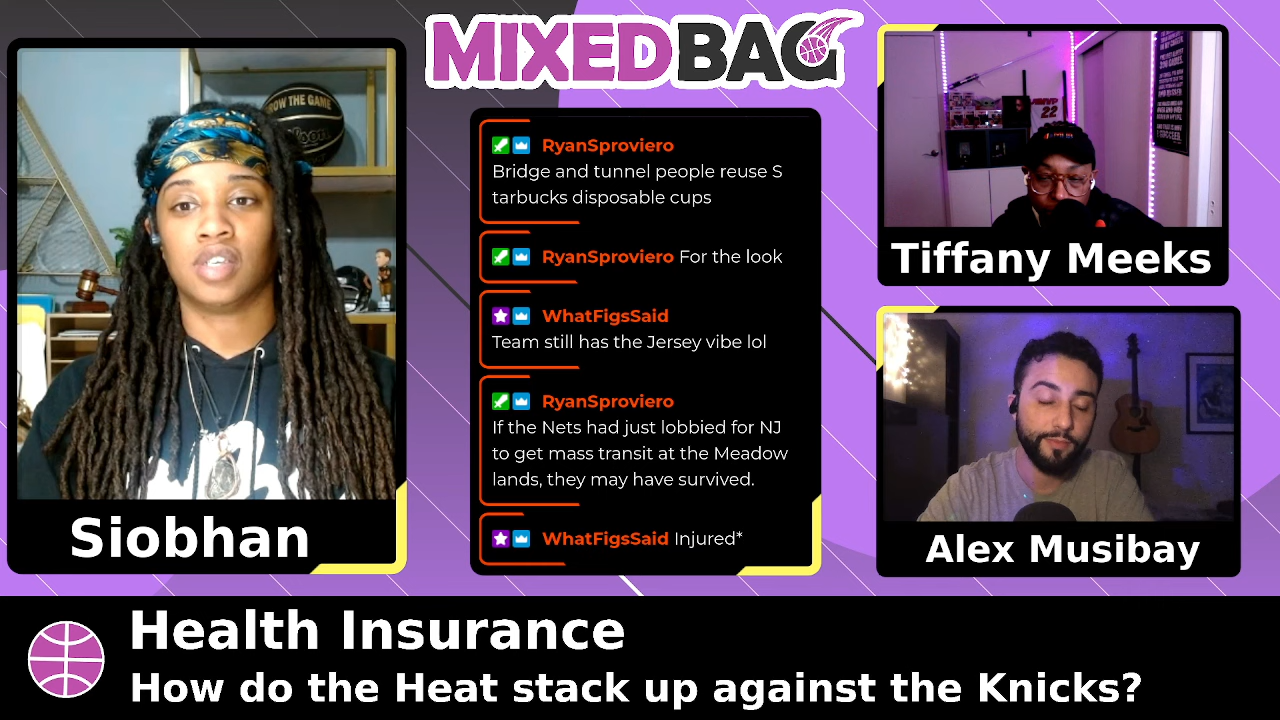 MIXEDBAG
Siobhan
RyanSproviero
Bridge and tunnel people reuse S
tarbucks disposable cups
RyanSproviero For the look
WhatFigsSaid
Team still has the Jersey vibe lol
RyanSproviero
If the Nets had just lobbied for NJ
to get mass transit at the Meadow
lands, they may have survived.
WhatFigsSaid Injured*
22
Tiffany Meeks
Alex Musibay
Health Insurance
How do the Heat stack up against the Knicks?